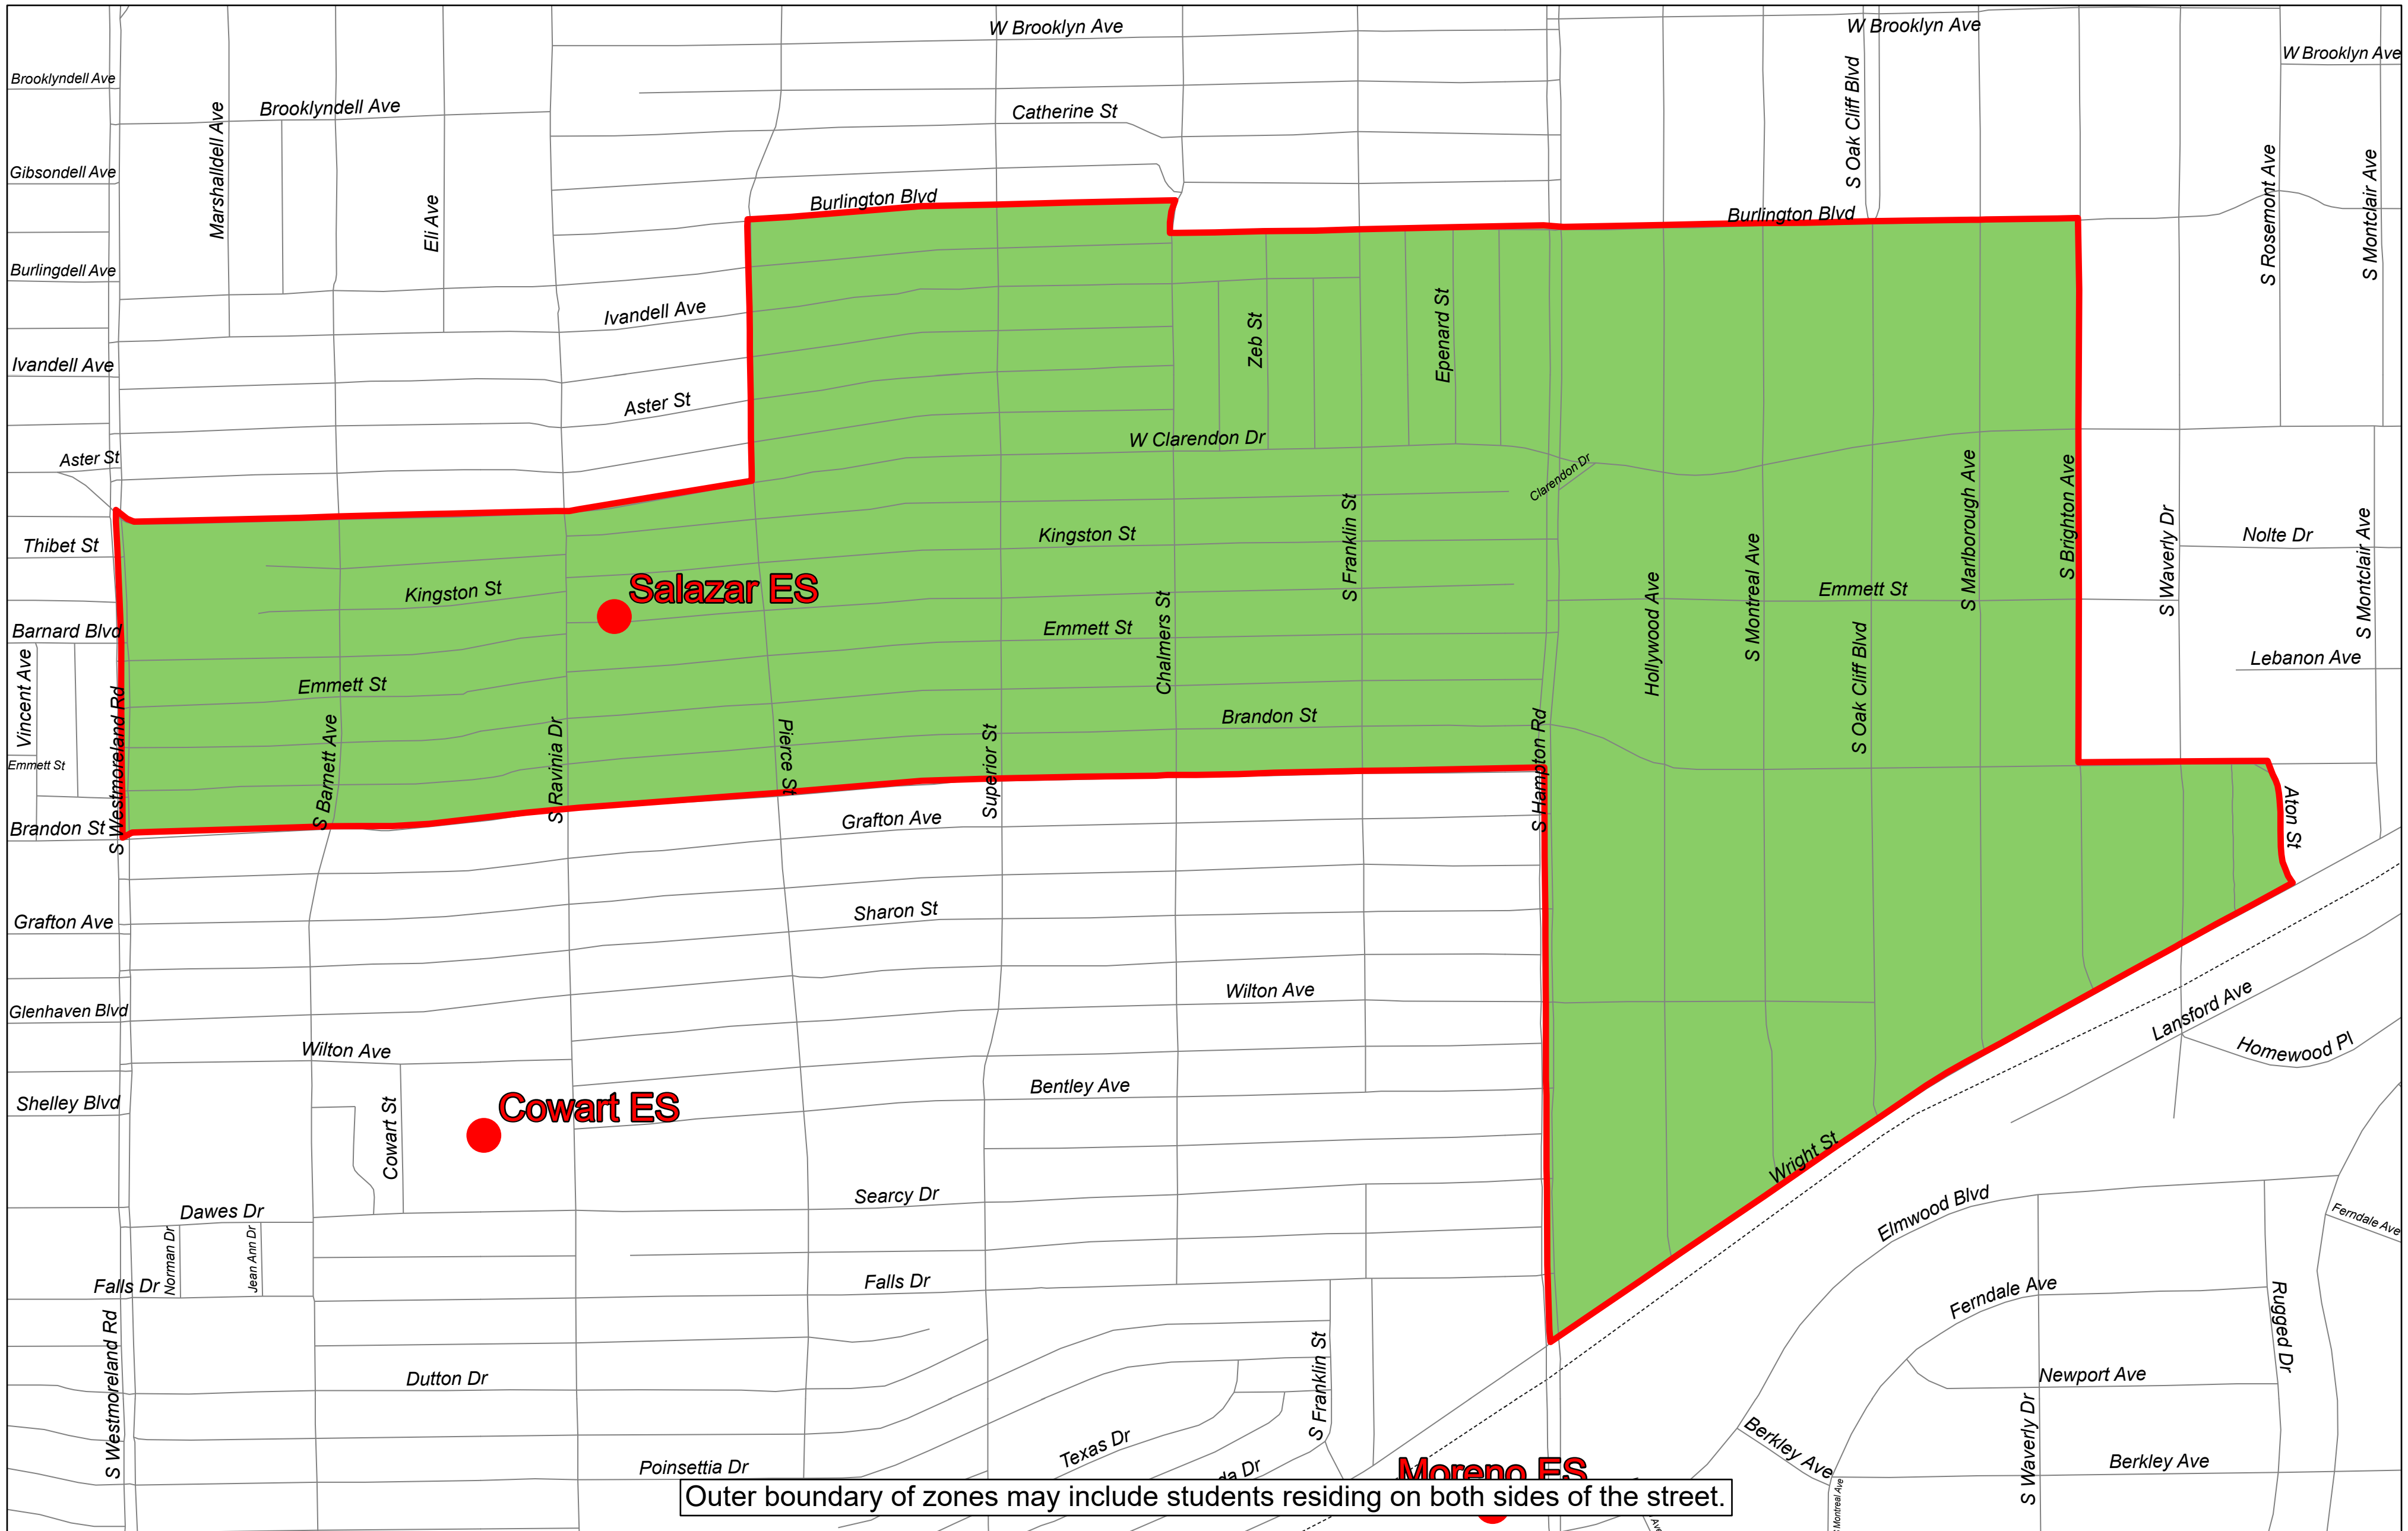 W Brooklyn Ave
W Brooklyn Ave
W Brooklyn Ave
Brooklyndell Ave
Brooklyndell Ave
Marshalldell Ave
Catherine St
S Oak Cliff Blvd
Gibsondell Ave
Eli Ave
Burlington Blvd
Burlington Blvd
S Rosemont Ave
S Montclair Ave
Burlingdell Ave
Ivandell Ave
Zeb St
Epenard St
Ivandell Ave
Aster St
W Clarendon Dr
Aster St
Clarendon Dr
S Franklin St
S Marlborough Ave
S Brighton Ave
Thibet St
Kingston St
S Waverly Dr
Nolte Dr
S Montclair Ave
Kingston St
Salazar ES
Chalmers St
Hollywood Ave
S Montreal Ave
Emmett St
Barnard Blvd
Emmett St
S Oak Cliff Blvd
Lebanon Ave
Vincent Ave
Emmett St
S Westmoreland Rd
S Barnett Ave
S Ravinia Dr
Pierce St
Superior St
Brandon St
S Hampton Rd
Emmett St
Aton St
Brandon St
Grafton Ave
Grafton Ave
Sharon St
Glenhaven Blvd
Wilton Ave
Lansford Ave
Homewood Pl
Wilton Ave
Shelley Blvd
Cowart St
Cowart ES
Bentley Ave
Wright St
Searcy Dr
Dawes Dr
Norman Dr
Jean Ann Dr
Elmwood Blvd
Ferndale Ave
Falls Dr
Falls Dr
Ferndale Ave
Rugged Dr
S Westmoreland Rd
Dutton Dr
S Franklin St
Newport Ave
S Waverly Dr
Texas Dr
Berkley Ave
Berkley Ave
Poinsettia Dr
da Dr
Moreno ES
S Montreal Ave
Ave
Outer boundary of zones may include students residing on both sides of the street.